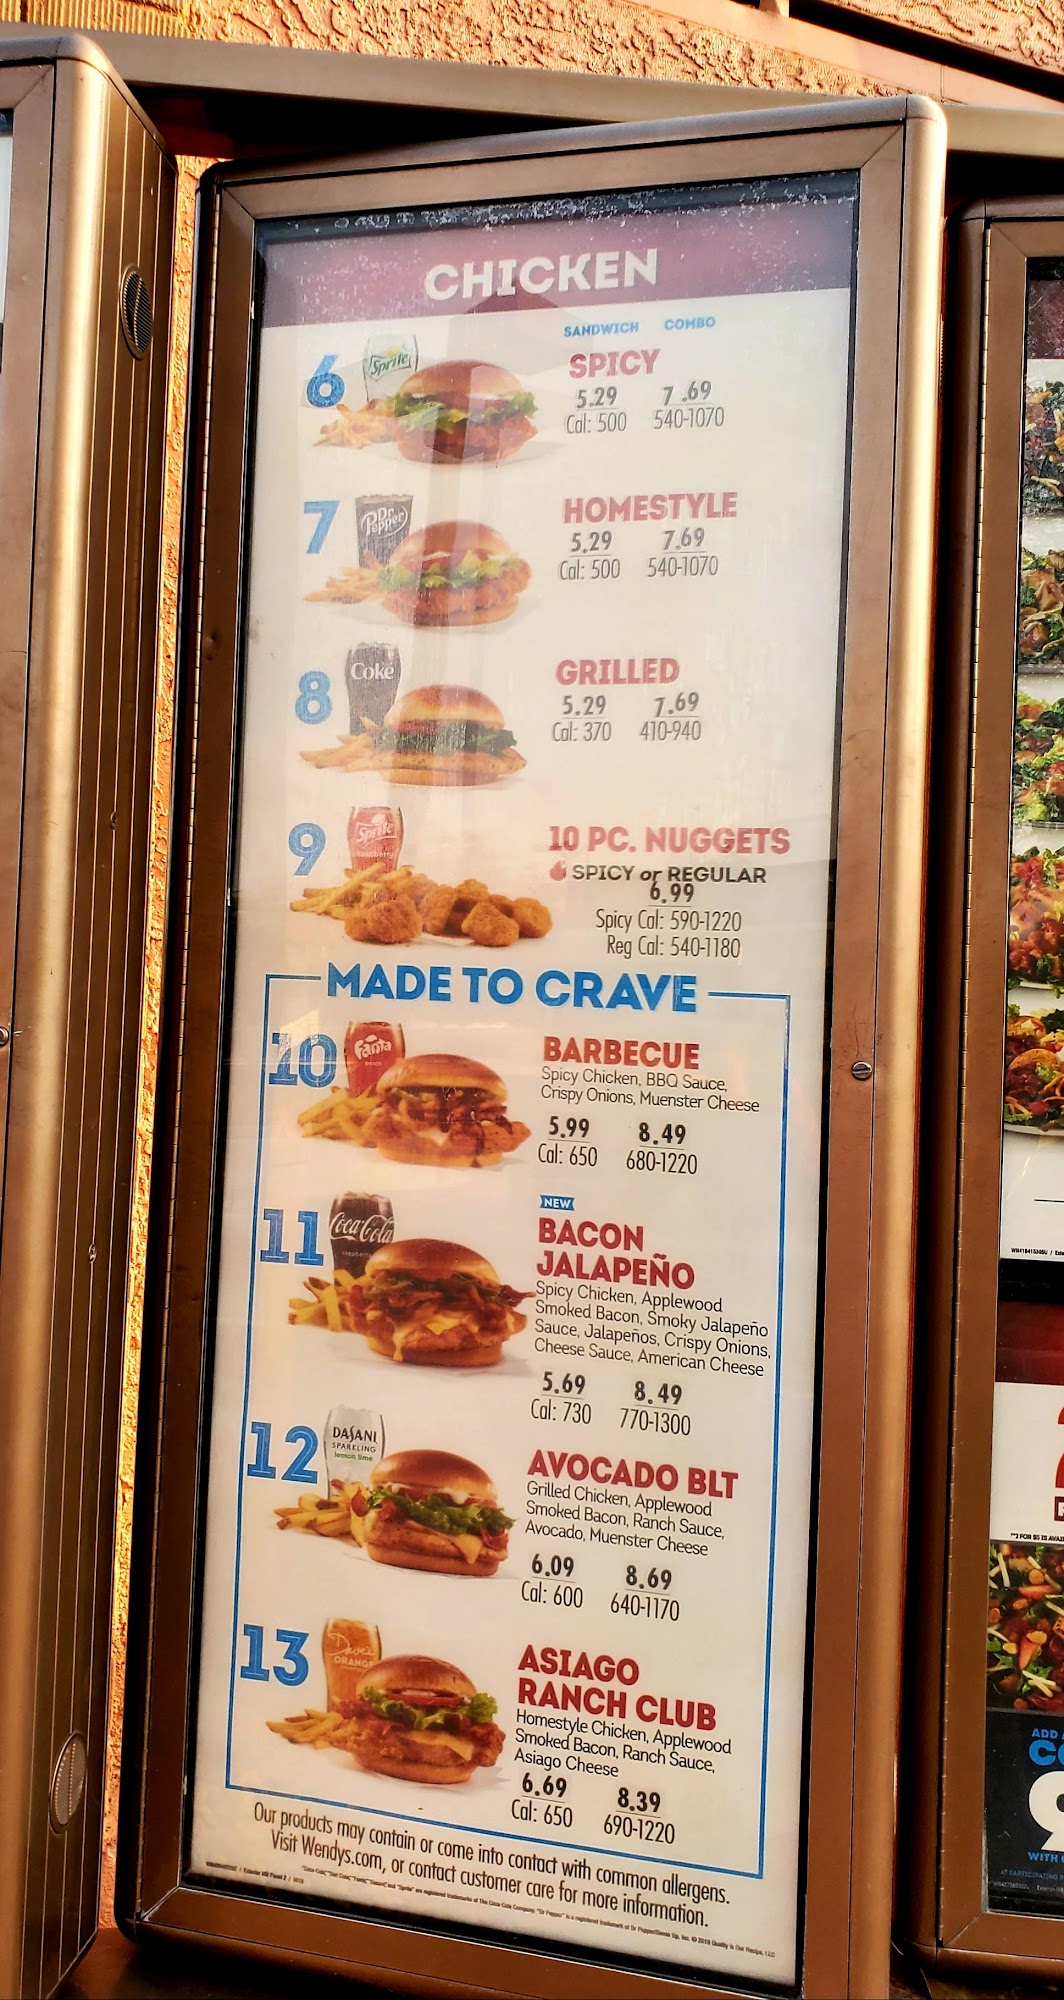 CHICKEN
SANDWICH COMBO
6
Sprite
SPICY
5.29 7.69
Cal: 500 540-1070
7
Dr Pepper
HOMESTYLE
5.29 7.69
Cal: 500 540-1070
8
Coke
GRILLED
5.29 7.69
Cal: 370 410-940
9
Sprite
10 PC. NUGGETS
SPICY or REGULAR
6.99
Spicy Cal: 590-1220
Reg Cal: 540-1180
MADE TO CRAVE
10
Fanta
peach
BARBECUE
Spicy Chicken, BBQ Sauce,
Crispy Onions, Muenster Cheese
5.99 8.49
Cal: 650 680-1220
11
Coca-Cola
NEW
BACON
JALAPEÑO
Spicy Chicken, Applewood
Smoked Bacon, Smoky Jalapeño
Sauce, Jalapeños, Crispy Onions,
Cheese Sauce, American Cheese
5.69 8.49
Cal: 730 770-1300
12
DASANI
SPARKLING
lemon lime
AVOCADO BLT
Grilled Chicken, Applewood
Smoked Bacon, Ranch Sauce,
Avocado, Muenster Cheese
6.09 8.69
Cal: 600 640-1170
13
Dave's
ORANGE
ASIAGO
RANCH CLUB
Homestyle Chicken, Applewood
Smoked Bacon, Ranch Sauce,
Asiago Cheese
6.69 8.39
Cal: 650 690-1220
Our products may contain or come into contact with common allergens.
Visit Wendys.com, or contact customer care for more information.
ADD
WITH